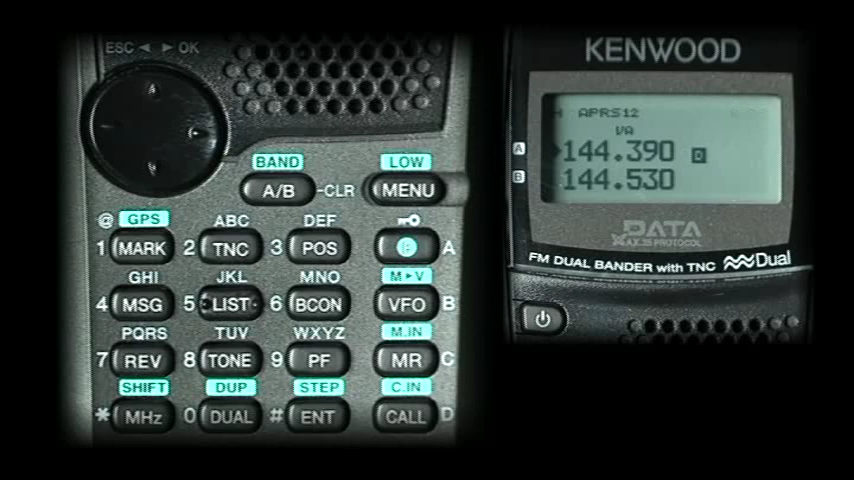 ESC ◄ ► OK
BAND LOW
A/B -CLR MENU
@ GPS ABC DEF
1 MARK 2 TNC 3 POS F A
GHI JKL MNO M►V
4 MSG 5 LIST 6 BCON VFO B
PQRS TUV WXYZ M.IN
7 REV 8 TONE 9 PF MR C
SHIFT DUP STEP C.IN
* MHz 0 DUAL # ENT CALL D
KENWOOD
H APRS12
A 144.390 D
B 144.530
DATA
AX.25 PROTOCOL
FM DUAL BANDER with TNC Dual